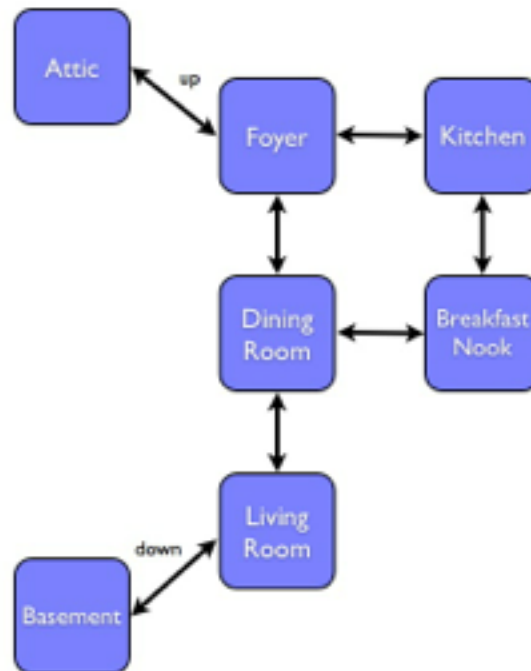 Attic
up
Foyer
Kitchen
Dining
Room
Breakfast
Nook
Living
Room
down
Basement